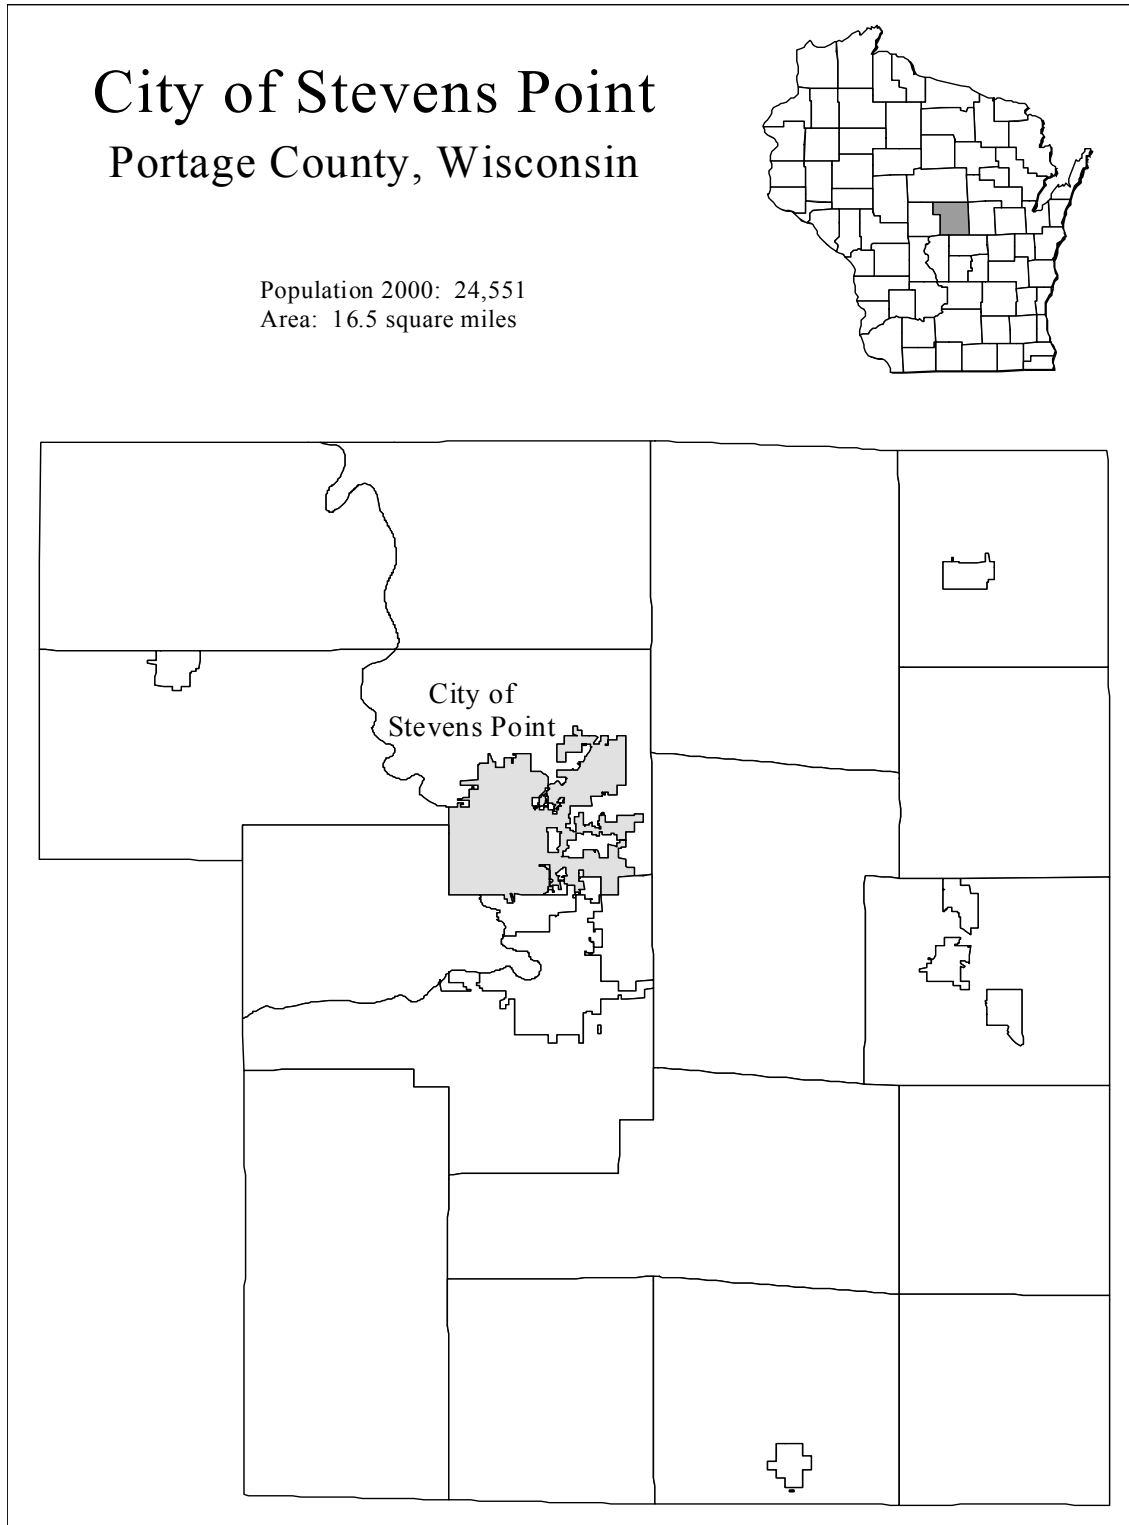 City of Stevens Point
Portage County, Wisconsin
Population 2000: 24,551
Area: 16.5 square miles
City of
Stevens Point